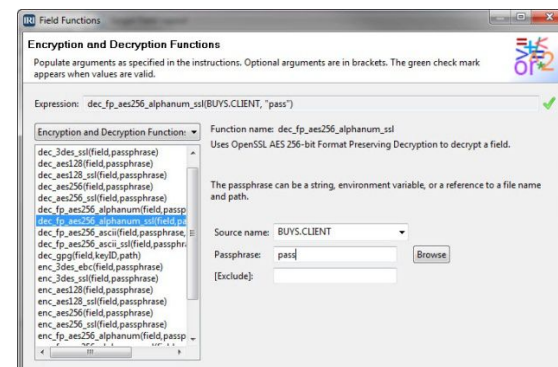 IRI Field Functions
Encryption and Decryption Functions
Populate arguments as specified in the instructions. Optional arguments are in brackets. The green check mark
appears when values are valid.
Expression: dec_fp_aes256_alphanum_ssl(BUYS.CLIENT, "pass")
Encryption and Decryption Function:
dec_3des_ssl(field,passphrase)
dec_aes128(field,passphrase)
dec_aes128_ssl(field,passphrase)
dec_aes256(field,passphrase)
dec_aes256_ssl(field,passphrase)
dec_fp_aes256_alphanum(field,passp
dec_fp_aes256_alphanum_ssl(field,pa
dec_fp_aes256_ascii(field,passphrase,
dec_fp_aes256_ascii_ssl(field,passphr
dec_gpg(field,keyID,path)
enc_3des_ebc(field,passphrase)
enc_3des_ssl(field,passphrase)
enc_aes128(field,passphrase)
enc_aes128_ssl(field,passphrase)
enc_aes256(field,passphrase)
enc_aes256_ssl(field,passphrase)
enc_fp_aes256_alphanum(field,passp
Function name: dec_fp_aes256_alphanum_ssl
Uses OpenSSL AES 256-bit Format Preserving Decryption to decrypt a field.
The passphrase can be a string, environment variable, or a reference to a file name
and path.
Source name: BUYS.CLIENT
Passphrase: pass Browse
[Exclude]: